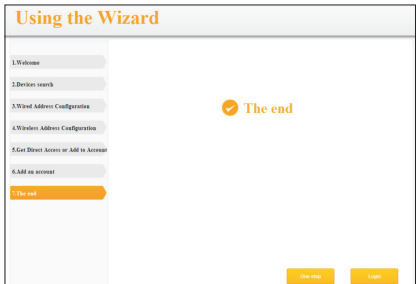 Using the Wizard
1.Welcome
2.Devices search
3.Wired Address Configuration
4.Wireless Address Configuration
5.Get Direct Access or Add to Account
6.Add an account
7.The end
The end
One step
Login